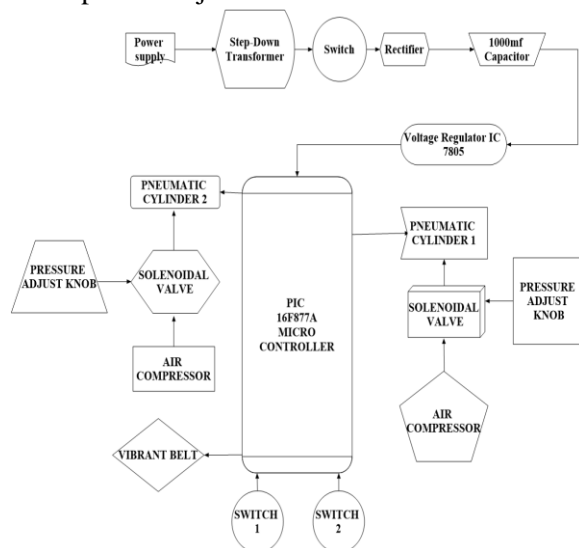 Power
supply
Step-Down
Transformer
Switch
Rectifier
1000mf
Capacitor
Voltage Regulator IC
7805
PNEUMATIC
CYLINDER 2
PNEUMATIC
CYLINDER 1
PRESSURE
ADJUST KNOB
SOLENOIDAL
VALVE
PIC
16F877A
MICRO
CONTROLLER
SOLENOIDAL
VALVE
PRESSURE
ADJUST
KNOB
AIR
COMPRESSOR
AIR
COMPRESSOR
VIBRANT BELT
SWITCH
1
SWITCH
2